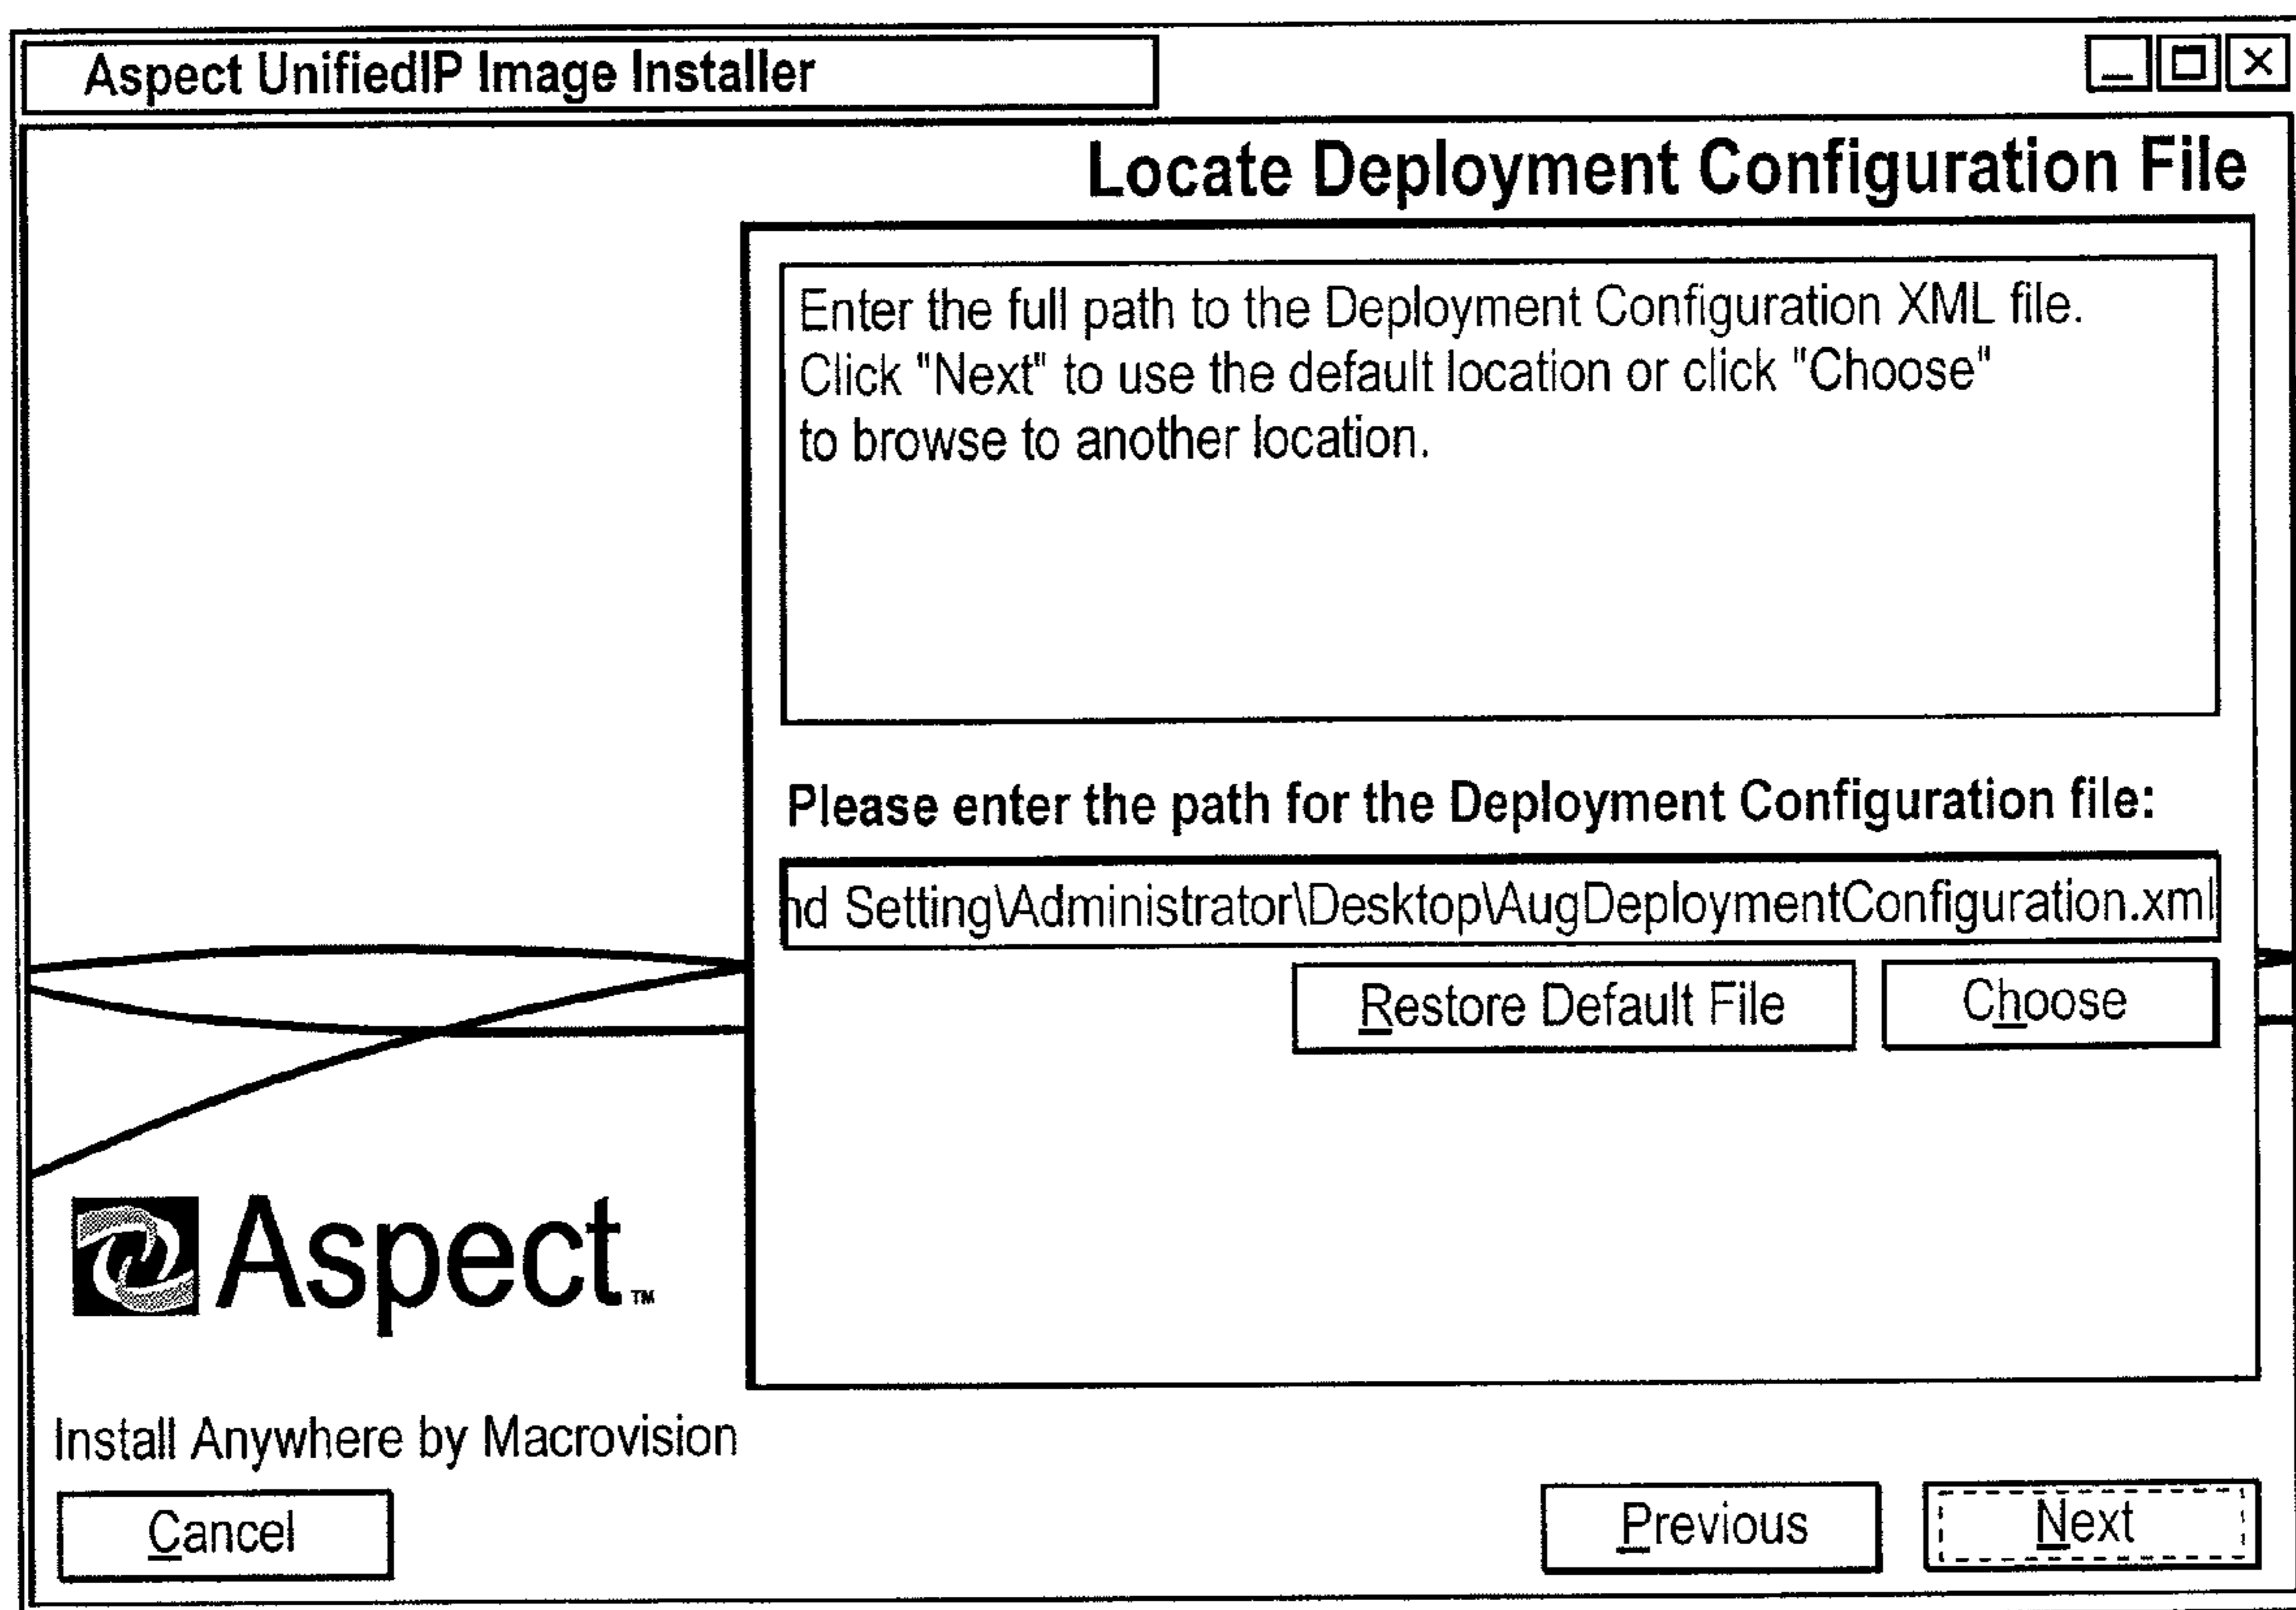 Aspect UnifiedIP Image Installer
Locate Deployment Configuration File
Enter the full path to the Deployment Configuration XML file.
Click "Next" to use the default location or click "Choose"
to browse to another location.
Please enter the path for the Deployment Configuration file:
nd Setting\Administrator\Desktop\AugDeploymentConfiguration.xml
Restore Default File
Choose
Aspect™
Install Anywhere by Macrovision
Cancel
Previous
Next